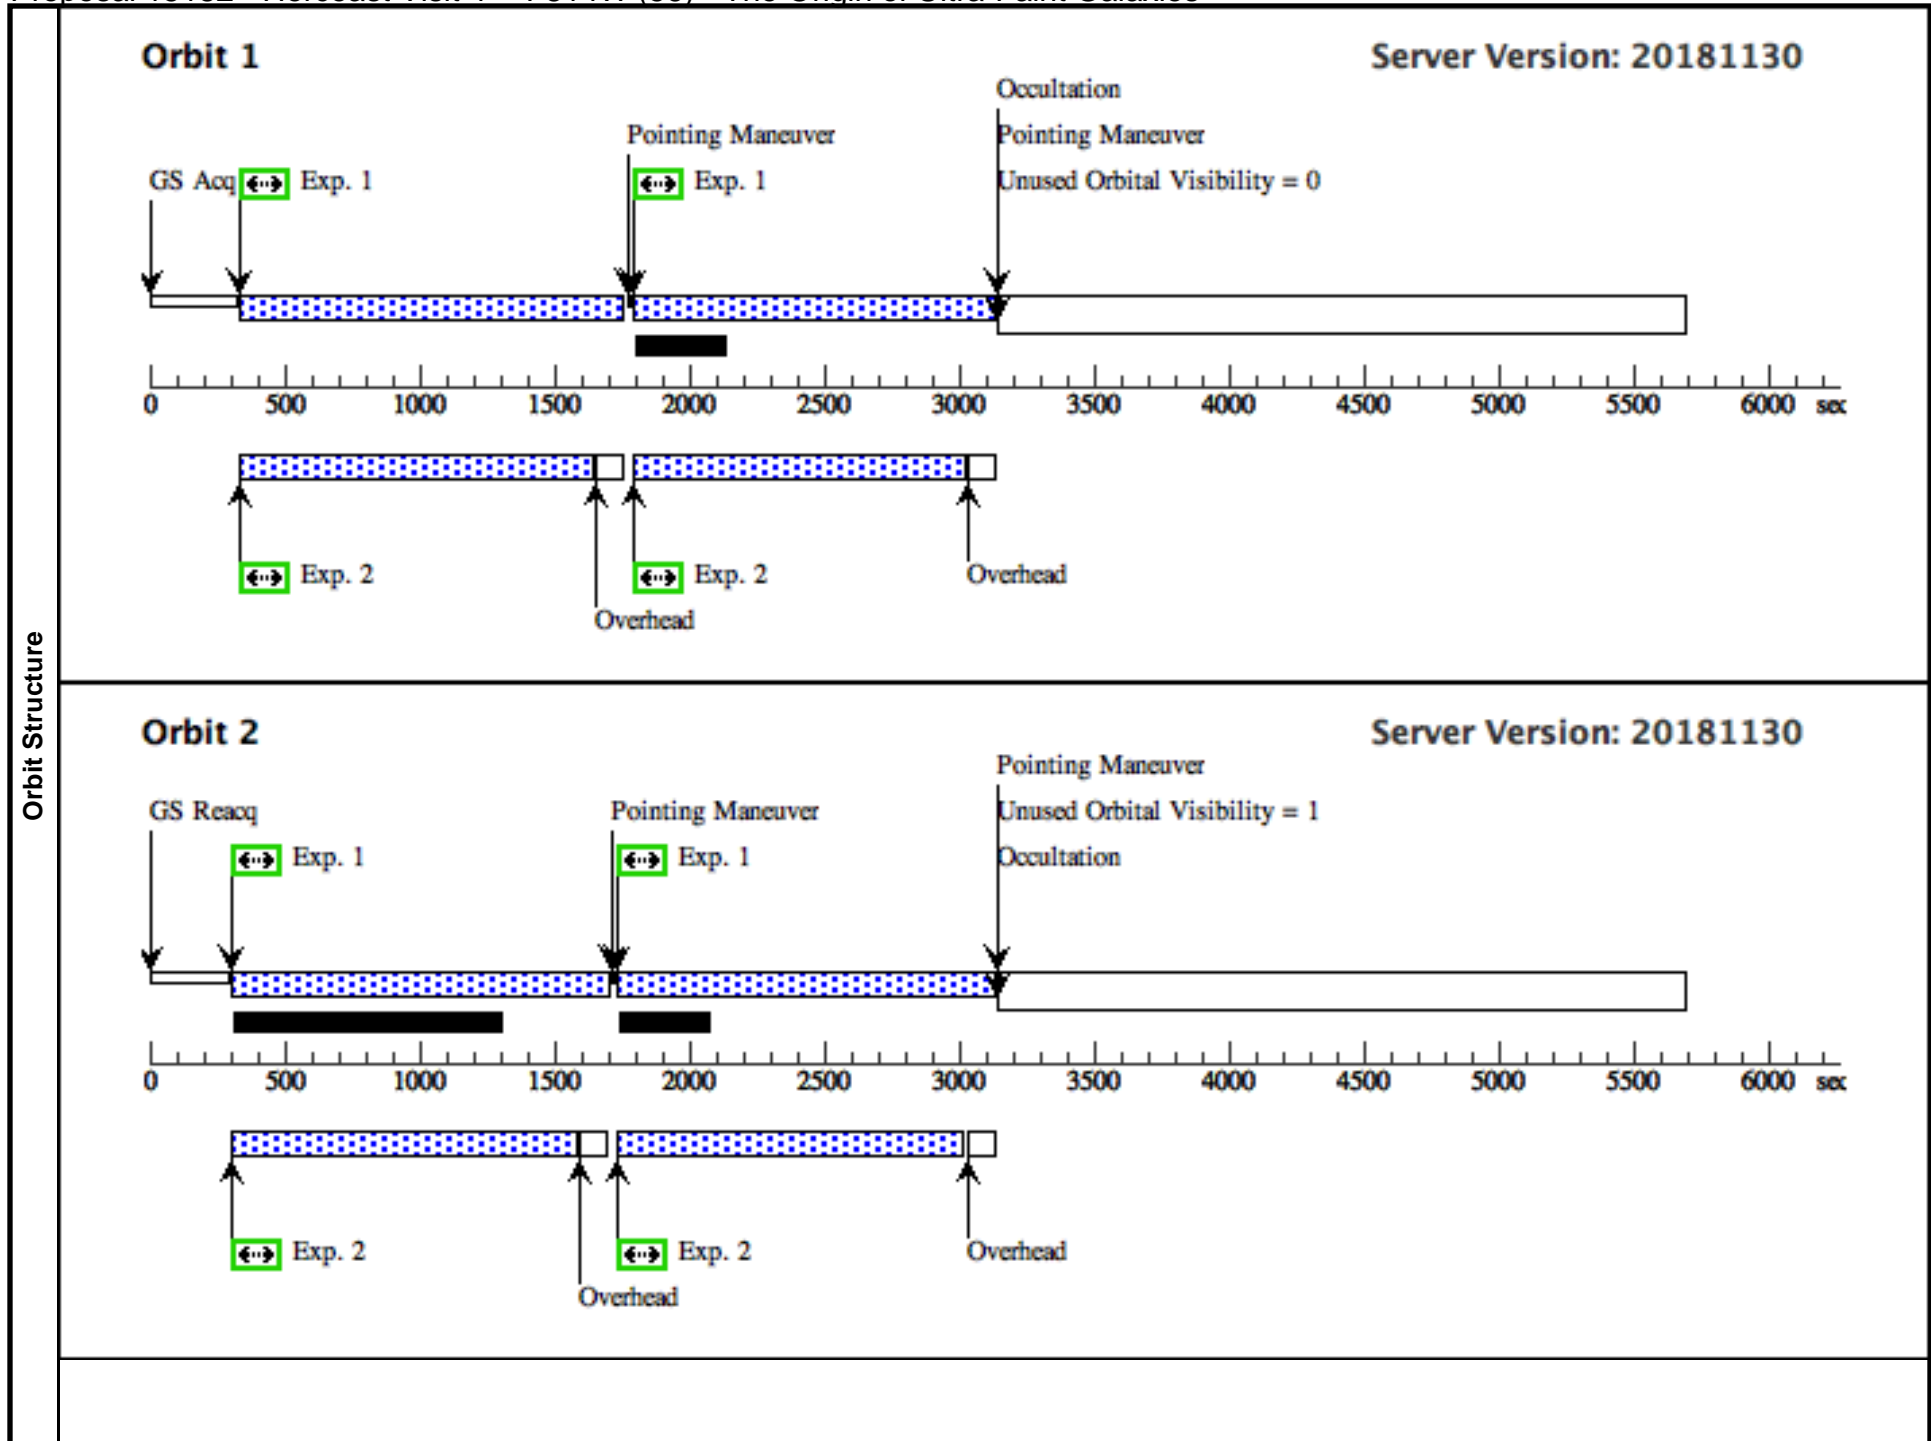 Orbit 1
Server Version: 20181130
Occultation
Pointing Maneuver
Pointing Maneuver
GS Acq
Exp. 1
Exp. 1
Unused Orbital Visibility = 0
0 500 1000 1500 2000 2500 3000 3500 4000 4500 5000 5500 6000 sec
Exp. 2
Exp. 2
Overhead
Overhead
Orbit Structure
Orbit 2
Server Version: 20181130
Pointing Maneuver
GS Reacq
Pointing Maneuver
Unused Orbital Visibility = 1
Exp. 1
Exp. 1
Occultation
0 500 1000 1500 2000 2500 3000 3500 4000 4500 5000 5500 6000 sec
Exp. 2
Exp. 2
Overhead
Overhead